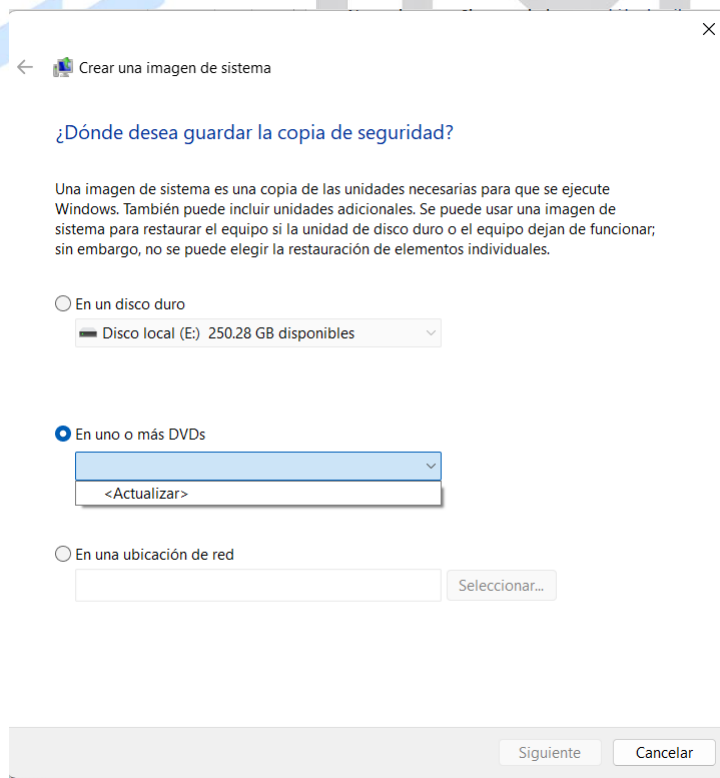 Crear una imagen de sistema
¿Dónde desea guardar la copia de seguridad?
Una imagen de sistema es una copia de las unidades necesarias para que se ejecute
Windows. También puede incluir unidades adicionales. Se puede usar una imagen de
sistema para restaurar el equipo si la unidad de disco duro o el equipo dejan de funcionar;
sin embargo, no se puede elegir la restauración de elementos individuales.
En un disco duro
Disco local (E:) 250.28 GB disponibles
En uno o más DVDs
<Actualizar>
En una ubicación de red
Seleccionar...
Siguiente Cancelar